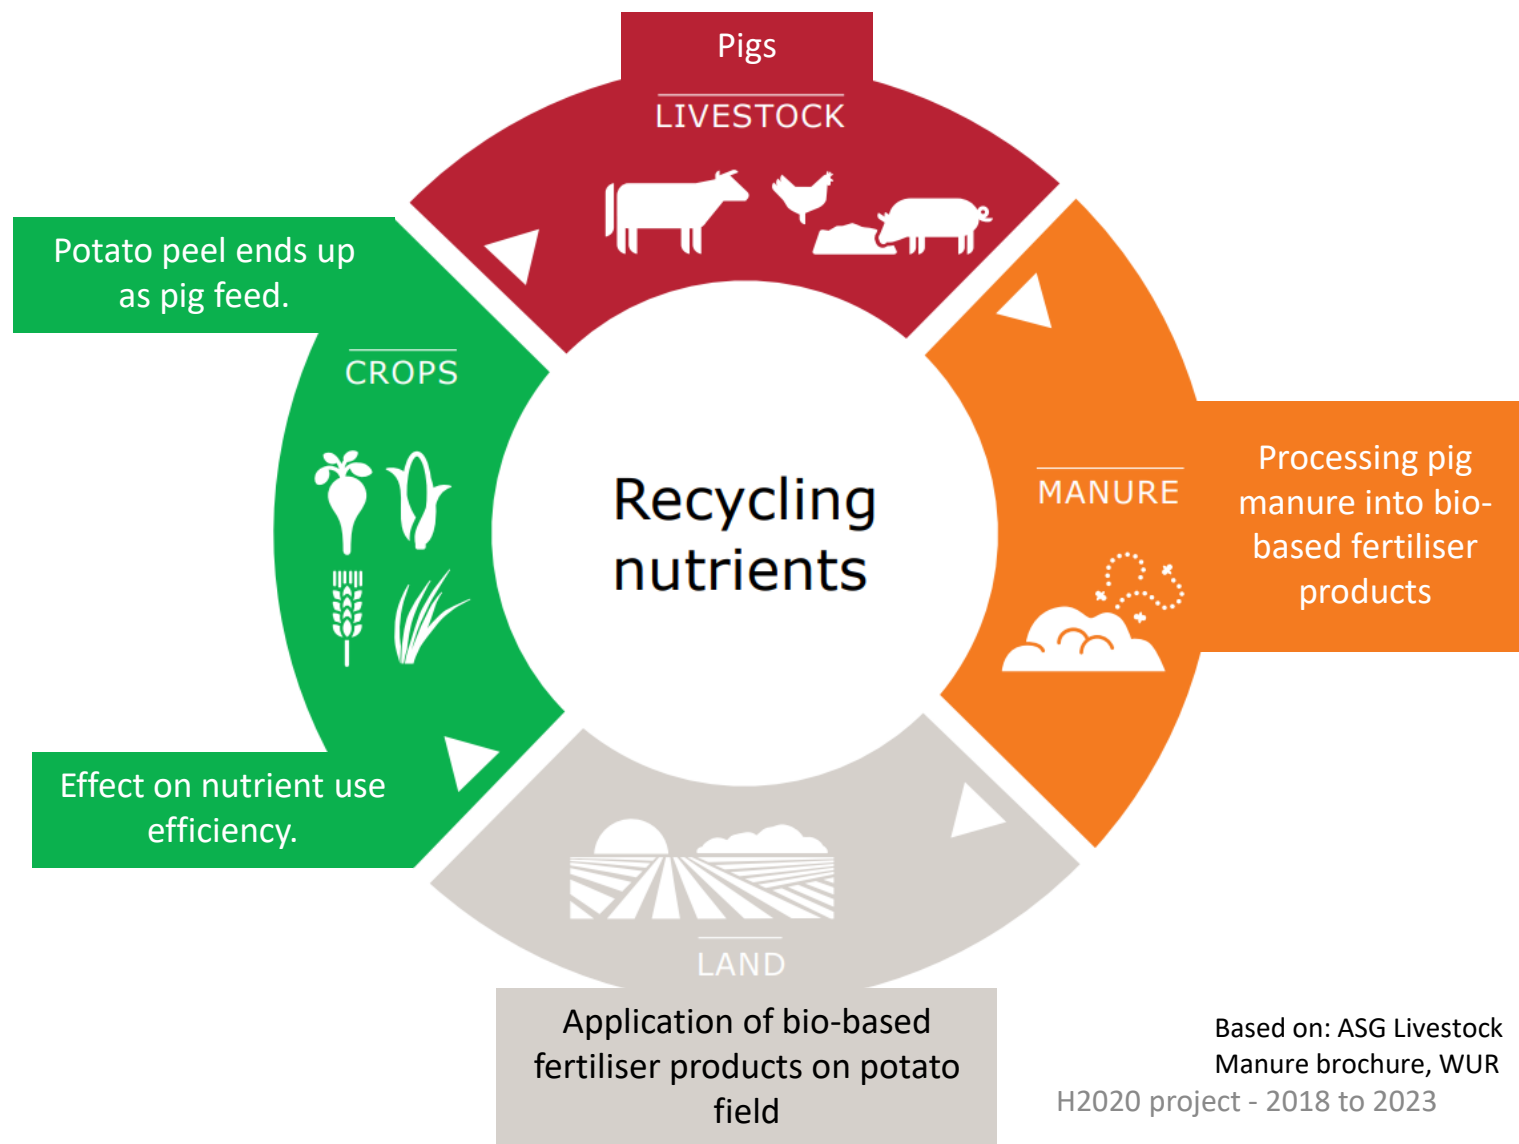 Pigs
LIVESTOCK
Potato peel ends up
as pig feed.
CROPS
Recycling
nutrients
MANURE
Processing pig
manure into bio-
based fertiliser
products
Effect on nutrient use
efficiency.
LAND
Application of bio-based
fertiliser products on potato
field
Based on: ASG Livestock
Manure brochure, WUR
H2020 project - 2018 to 2023